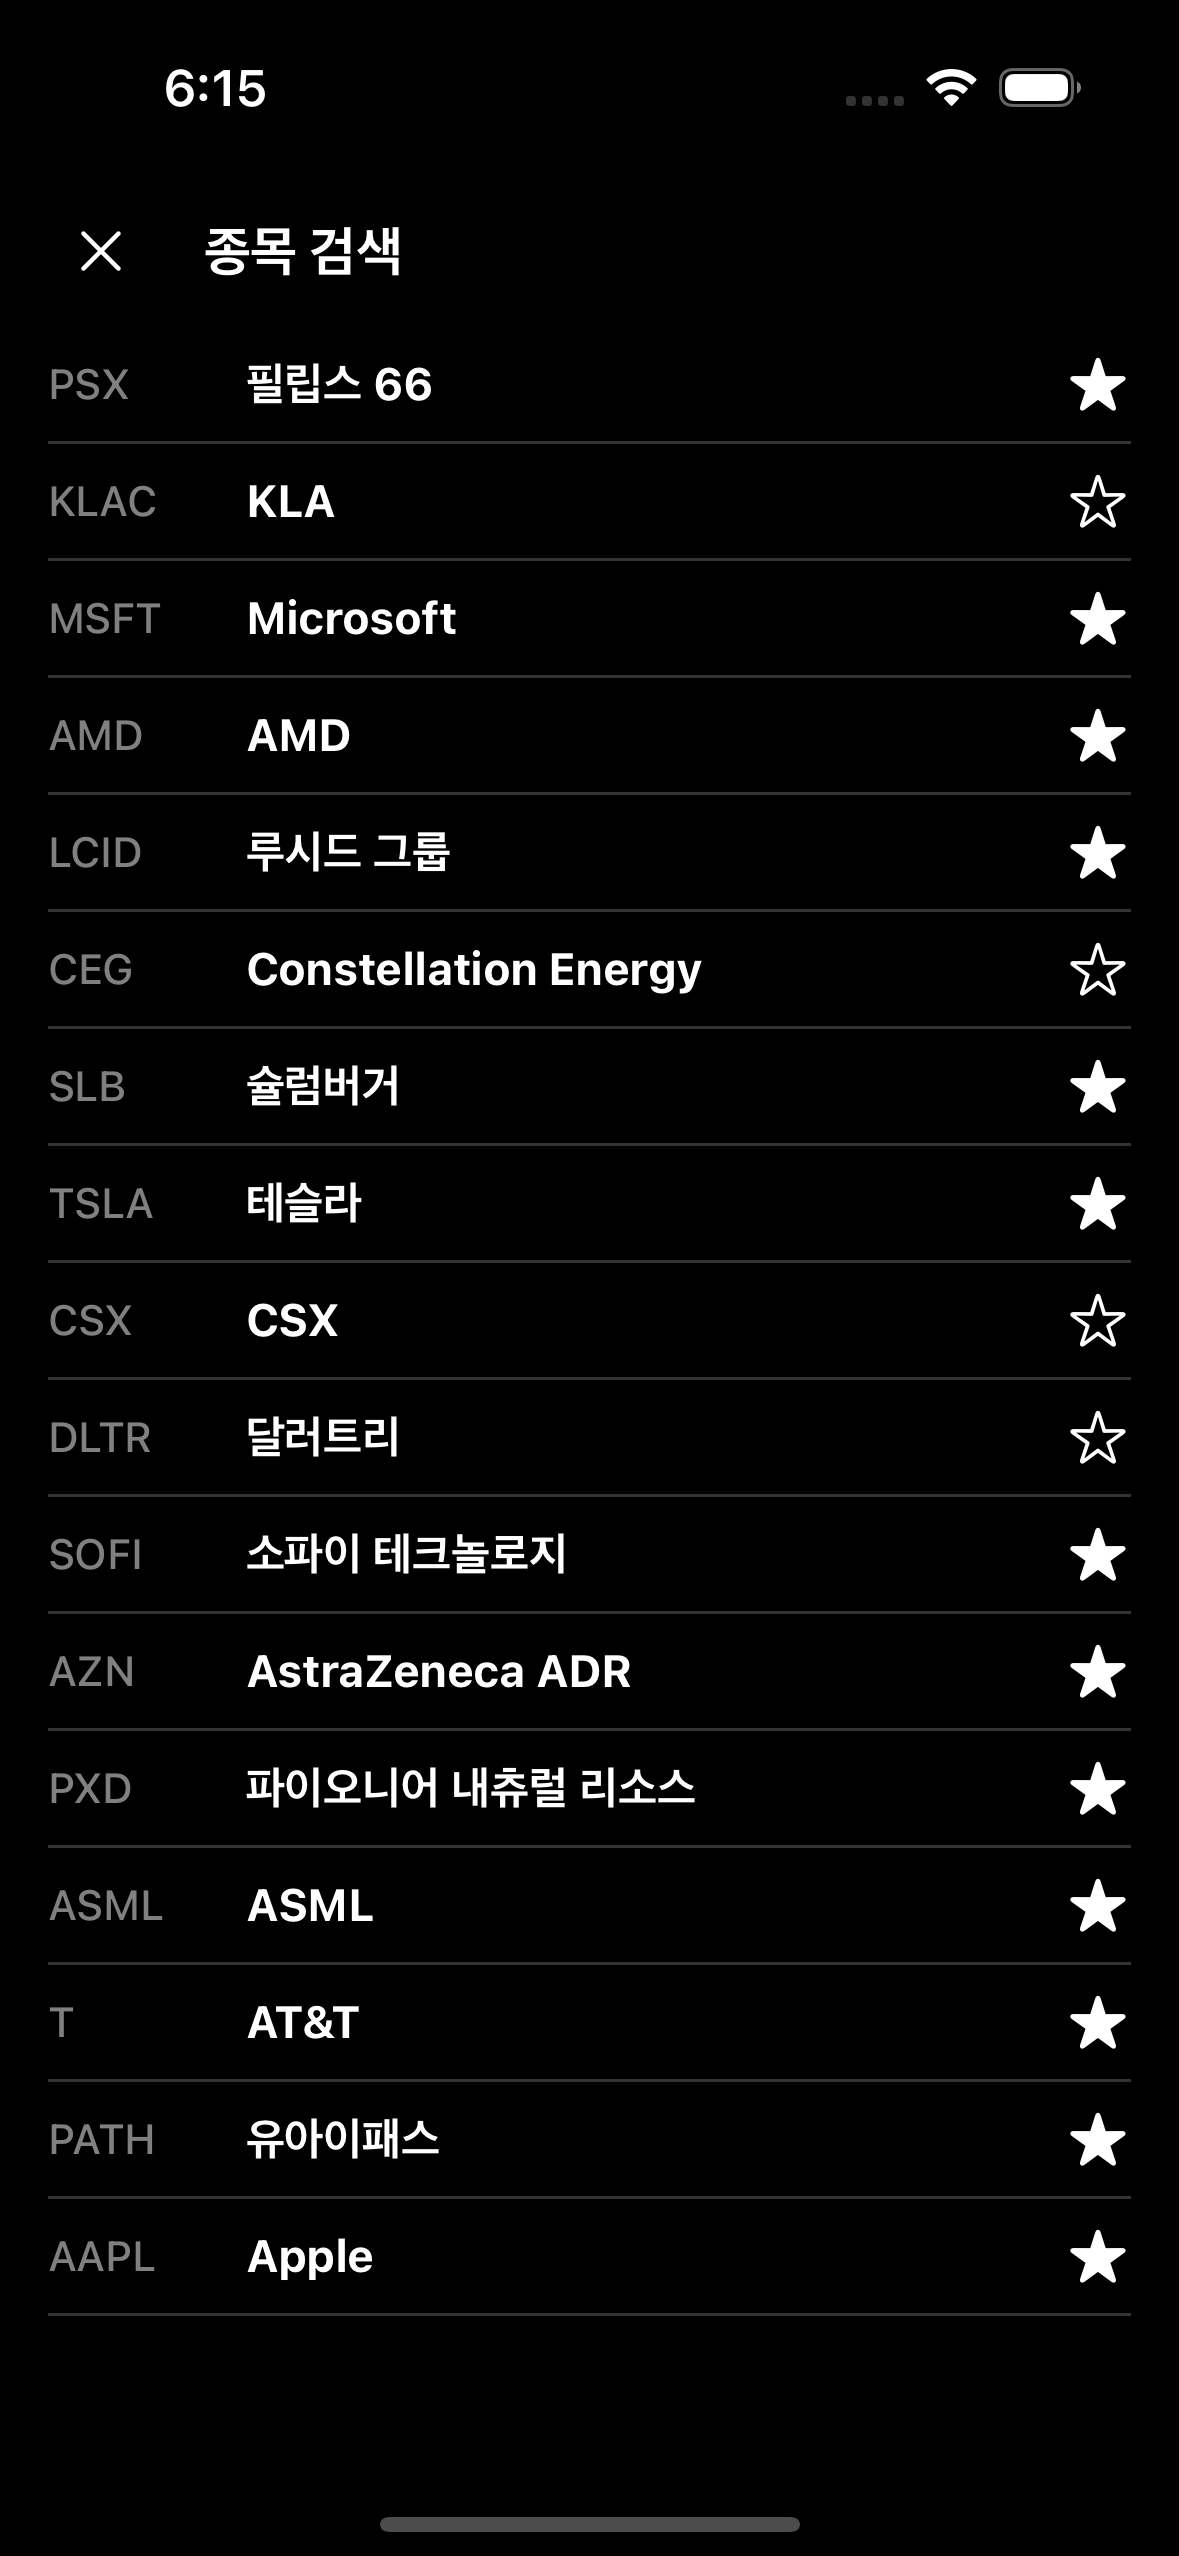 6:15
종목 검색
PSX 필립스 66
KLAC KLA
MSFT Microsoft
AMD AMD
LCID 루시드 그룹
CEG Constellation Energy
SLB 슐럼버거
TSLA 테슬라
CSX CSX
DLTR 달러트리
SOFI 소파이 테크놀로지
AZN AstraZeneca ADR
PXD 파이오니어 내츄럴 리소스
ASML ASML
T AT&T
PATH 유아이패스
AAPL Apple